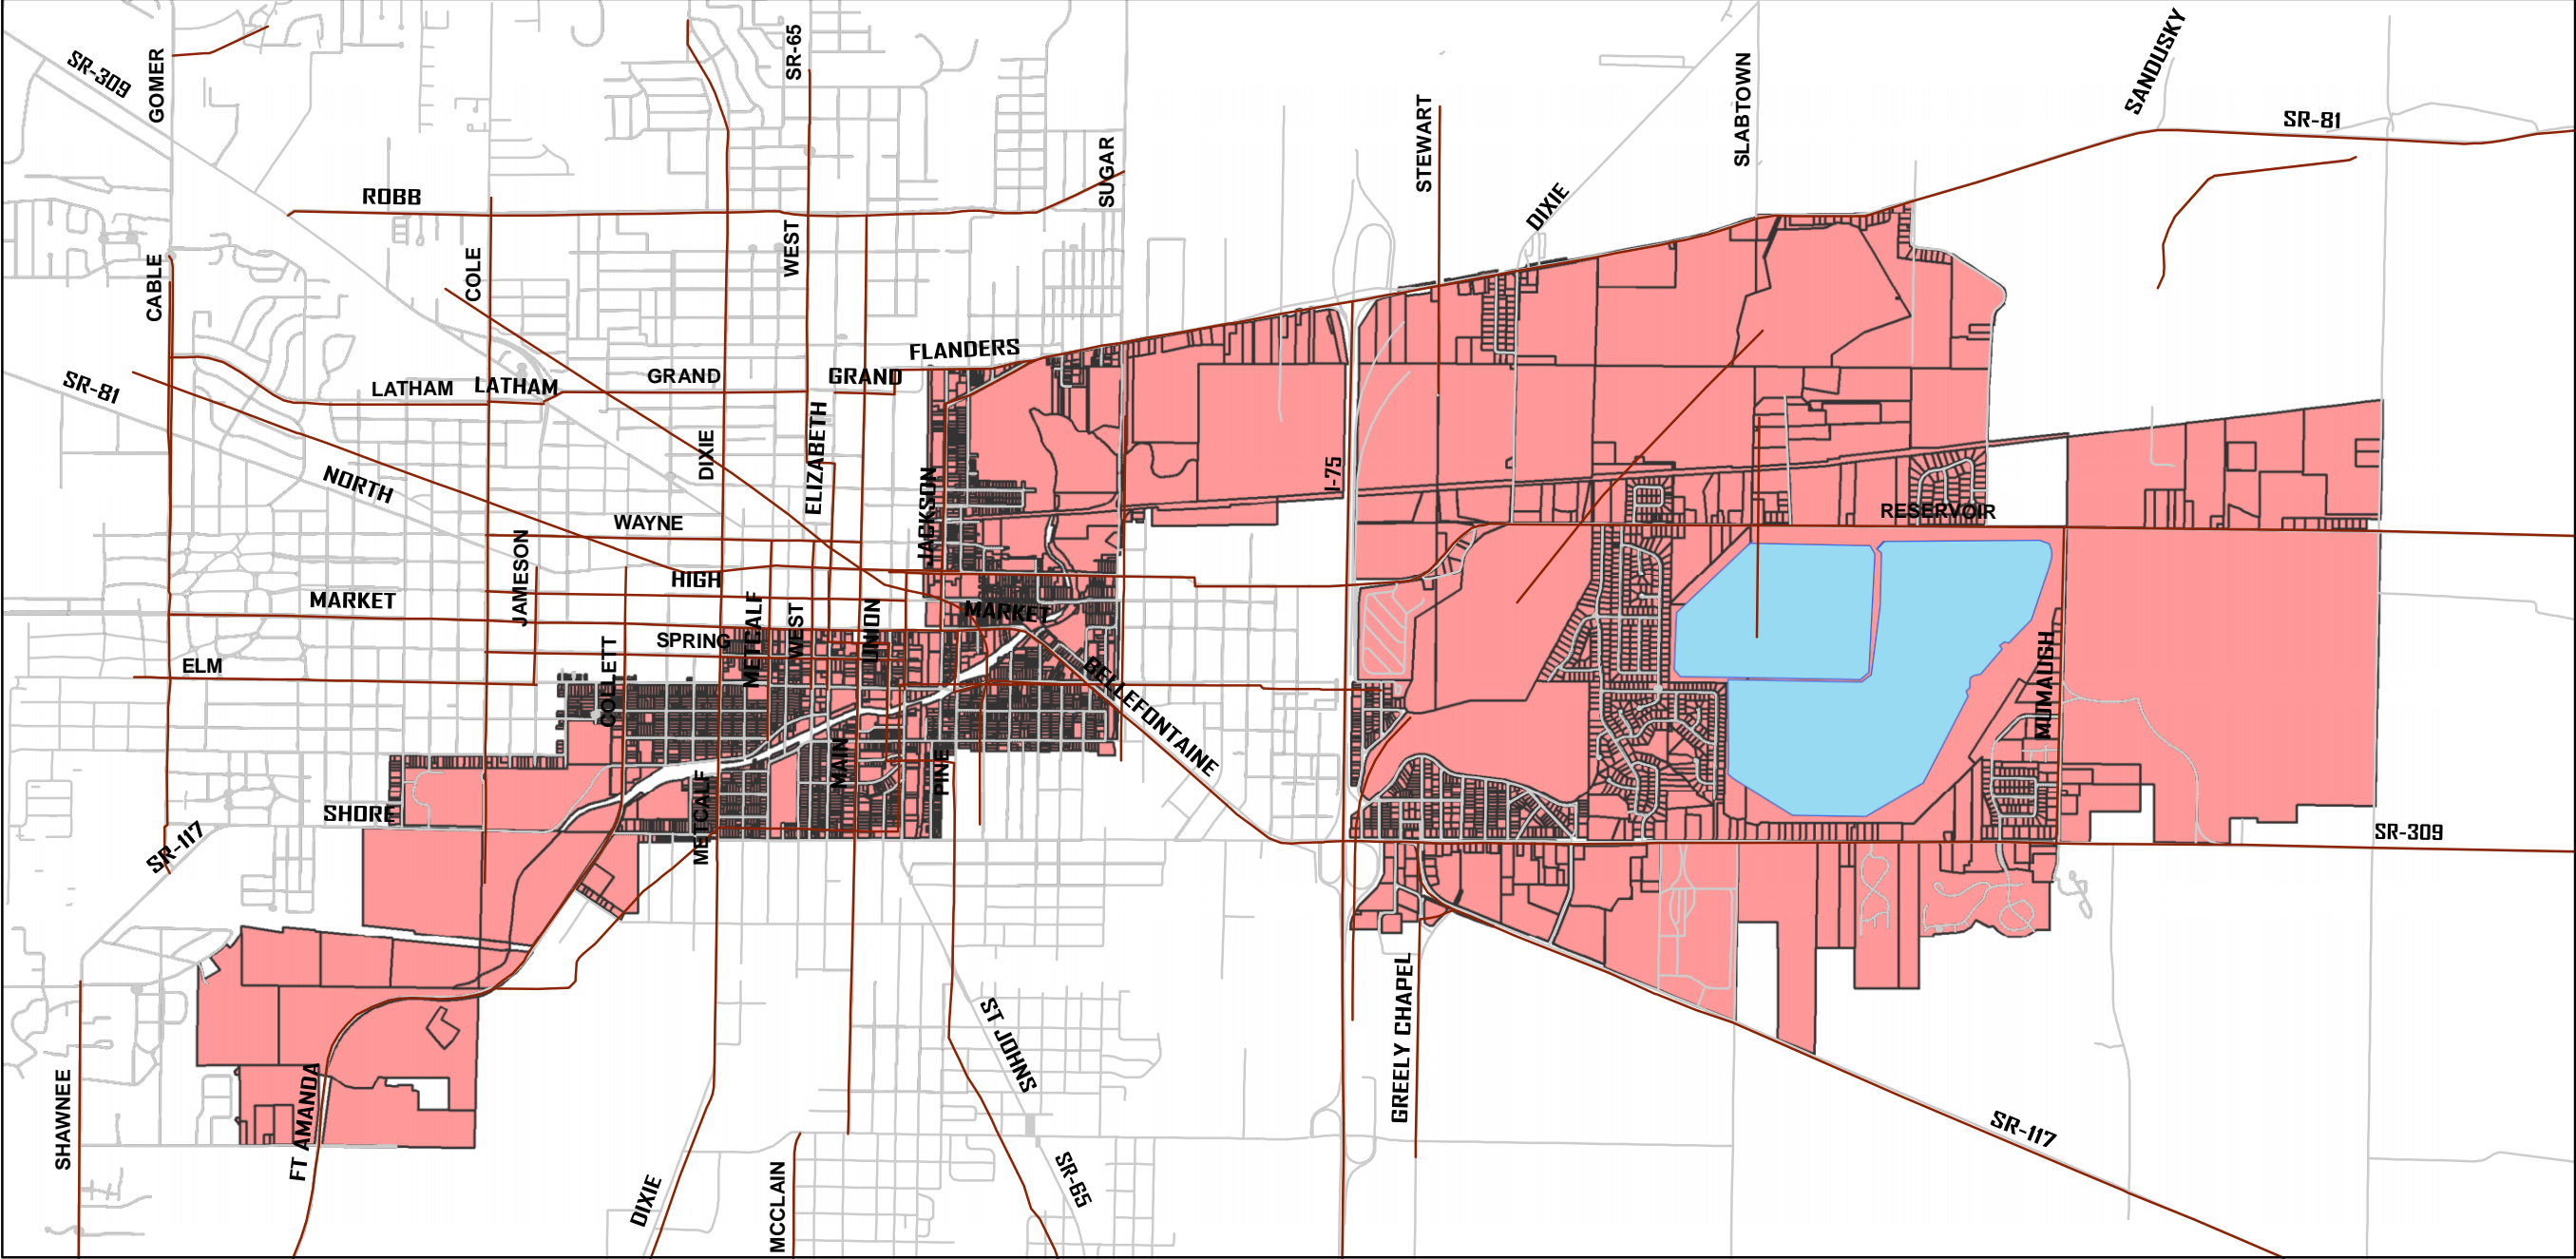 SANDUSKY
SR-65
GOMER
SR-309
STEWART
SLABTOWN
SR-81
SUGAR
ROBB
DIXIE
WEST
COLE
CABLE
FLANDERS
GRAND
GRAND
LATHAM
LATHAM
SR-81
ELIZABETH
DIXIE
I-75
NORTH
JACKSON
RESERVOIR
WAYNE
JAMESON
HIGH
MARKET
MARKET
METCALF
WEST
UNION
SPRING
ELM
COLLETT
MUMAUGH
BELLEFONTAINE
MAIN
PINE
METCALF
SHORE
SR-117
SR-309
GREELY CHAPEL
ST JOHNS
SHAWNEE
FT AMANDA
SR-117
SR-65
DIXIE
MCCLAIN